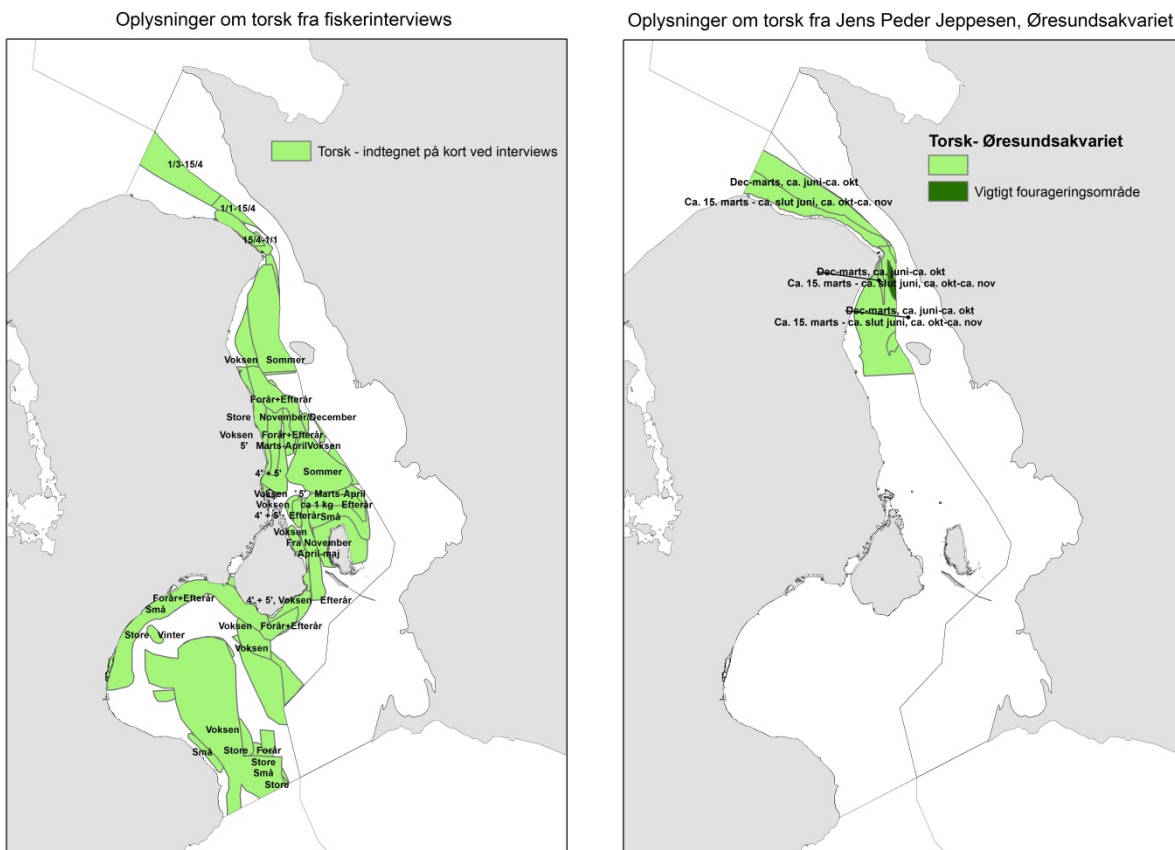 Oplysninger om torsk fra fiskerinterviews
Torsk - indtegnet på kort ved interviews
1/3-15/4
1/1-15/4
15/4-1/1
Voksen Sommer
Forår+Efterår
Store November/December
Voksen Forår+Efterår
5' Marts-April Voksen
Sommer
4' + 5'
Voksen 5' Marts-April
Voksen ca 1 kg Efterår
4' + 5' Efterår Små
Voksen
Fra November
April-maj
4' + 5', Voksen Efterår
Forår+Efterår
Små
Voksen Forår+Efterår
Store Vinter
Voksen
Voksen
Små Store Forår
Store
Små
Store
Oplysninger om torsk fra Jens Peder Jeppesen, Øresundsakvariet
Torsk- Øresundsakvariet
Vigtigt fourageringsområde
Dec-marts, ca. juni-ca. okt
Ca. 15. marts - ca. slut juni, ca. okt-ca. nov
Dec-marts, ca. juni-ca. okt
Ca. 15. marts - ca. slut juni, ca. okt-ca. nov
Dec-marts, ca. juni-ca. okt
Ca. 15. marts - ca. slut juni, ca. okt-ca. nov